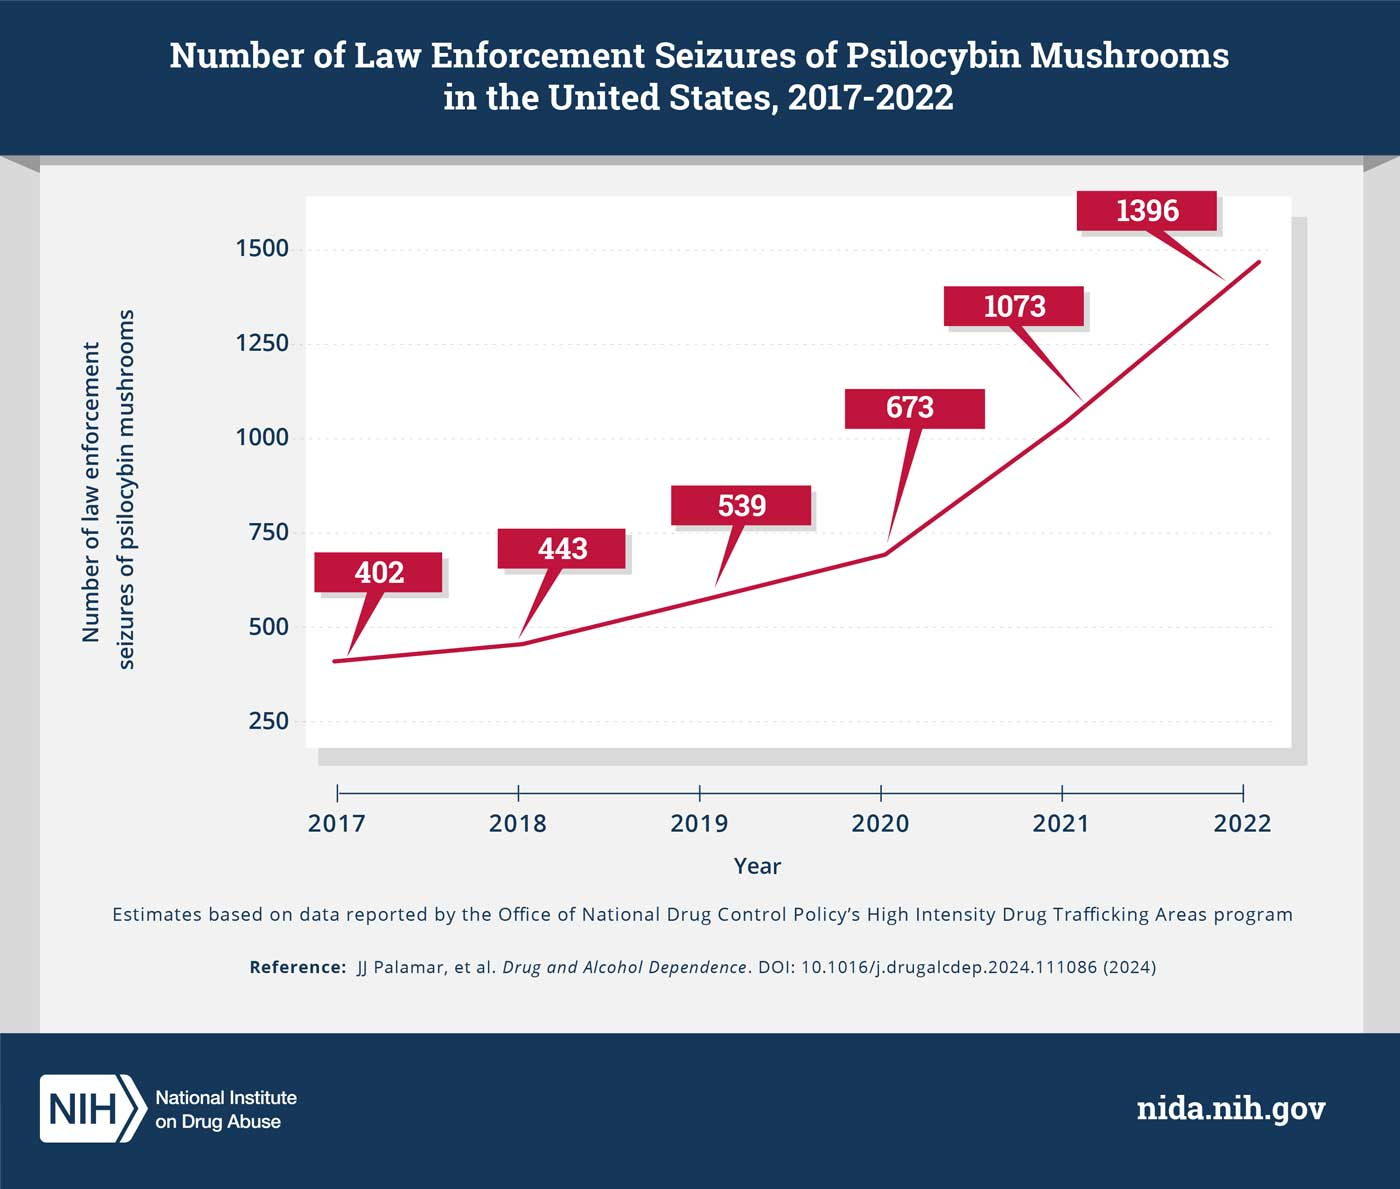 Number of Law Enforcement Seizures of Psilocybin Mushrooms
in the United States, 2017-2022
Number of law enforcement
seizures of psilocybin mushrooms
1500
1250
1000
750
500
250
402
443
539
673
1073
1396
2017 2018 2019 2020 2021 2022
Year
Estimates based on data reported by the Office of National Drug Control Policy’s High Intensity Drug Trafficking Areas program
Reference: JJ Palamar, et al. Drug and Alcohol Dependence. DOI: 10.1016/j.drugalcdep.2024.111086 (2024)
NIH
National Institute
on Drug Abuse
nida.nih.gov